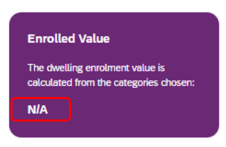 Enrolled Value
The dwelling enrolment value is
calculated from the categories chosen:
N/A